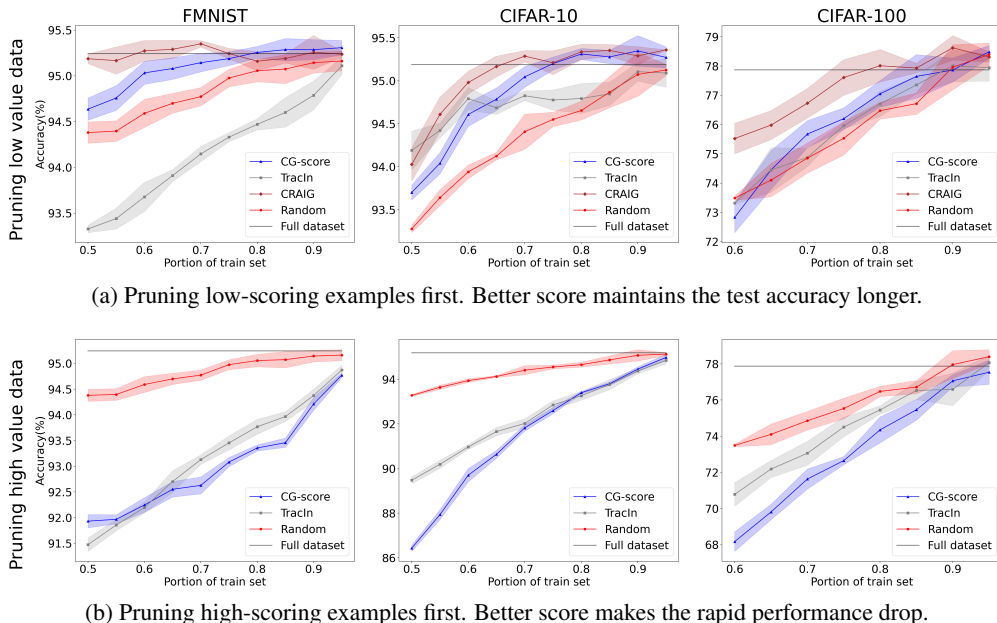 FMNIST
CIFAR-10
CIFAR-100
Pruning low value data
Accuracy(%)
95.5
95.0
94.5
94.0
93.5
0.5 0.6 0.7 0.8 0.9
Portion of train set
CG-score
TracIn
CRAIG
Random
Full dataset
95.5
95.0
94.5
94.0
93.5
0.5 0.6 0.7 0.8 0.9
Portion of train set
CG-score
TracIn
CRAIG
Random
Full dataset
79
78
77
76
75
74
73
72
0.6 0.7 0.8 0.9
Portion of train set
CG-score
TracIn
CRAIG
Random
Full dataset
(a) Pruning low-scoring examples first. Better score maintains the test accuracy longer.
Pruning high value data
Accuracy(%)
95.0
94.5
94.0
93.5
93.0
92.5
92.0
91.5
0.5 0.6 0.7 0.8 0.9
Portion of train set
CG-score
TracIn
Random
Full dataset
94
92
90
88
86
0.5 0.6 0.7 0.8 0.9
Portion of train set
CG-score
TracIn
Random
Full dataset
78
76
74
72
70
68
0.6 0.7 0.8 0.9
Portion of train set
CG-score
TracIn
Random
Full dataset
(b) Pruning high-scoring examples first. Better score makes the rapid performance drop.